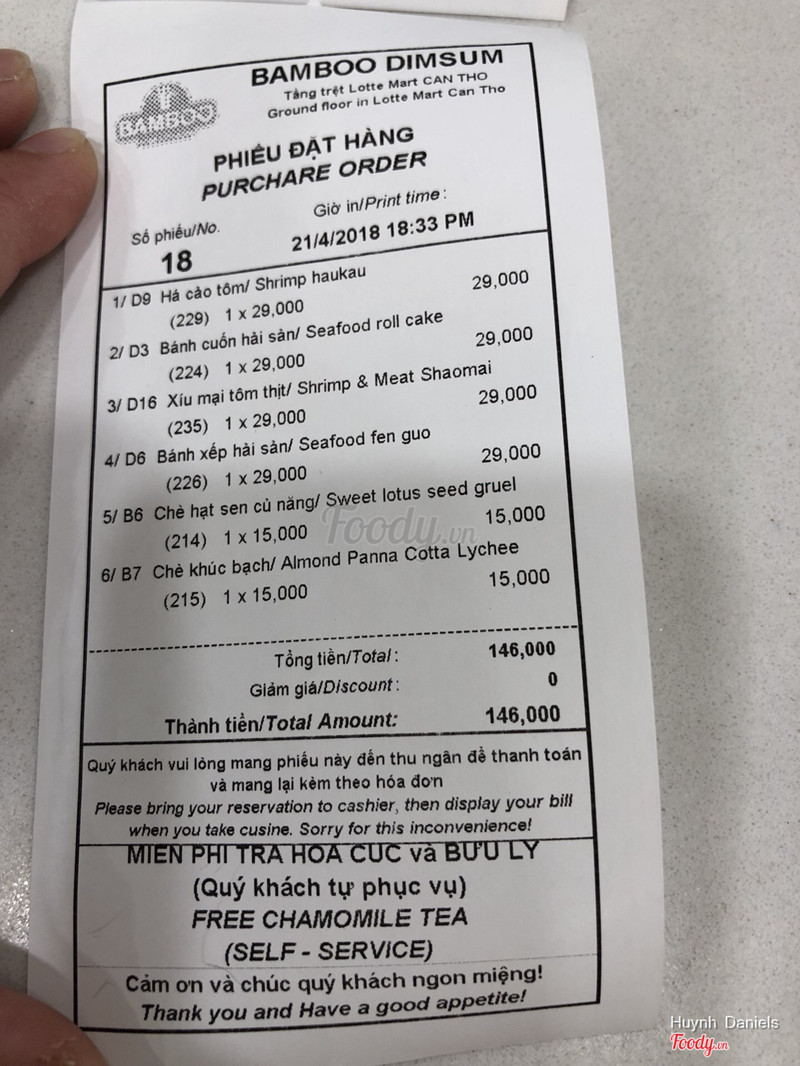 BAMBOO
BAMBOO DIMSUM
Tầng trệt Lotte Mart CAN THO
Ground floor in Lotte Mart Can Tho
PHIẾU ĐẶT HÀNG
PURCHARE ORDER
Số phiếu/No.
Giờ in/Print time :
18
21/4/2018 18:33 PM
1/ D9 Há cảo tôm/ Shrimp haukau
(229) 1 x 29,000 29,000
2/ D3 Bánh cuốn hải sản/ Seafood roll cake
(224) 1 x 29,000 29,000
3/ D16 Xíu mại tôm thịt/ Shrimp & Meat Shaomai
(235) 1 x 29,000 29,000
4/ D6 Bánh xếp hải sản/ Seafood fen guo
(226) 1 x 29,000 29,000
5/ B6 Chè hạt sen củ năng/ Sweet lotus seed gruel
(214) 1 x 15,000 15,000
6/ B7 Chè khúc bạch/ Almond Panna Cotta Lychee
(215) 1 x 15,000 15,000
Tổng tiền/Total : 146,000
Giảm giá/Discount : 0
Thành tiền/Total Amount: 146,000
Quý khách vui lòng mang phiếu này đến thu ngân để thanh toán
và mang lại kèm theo hóa đơn
Please bring your reservation to cashier, then display your bill
when you take cusine. Sorry for this inconvenience!
MIỄN PHÍ TRÀ HOA CÚC và BƯU LÝ
(Quý khách tự phục vụ)
FREE CHAMOMILE TEA
(SELF - SERVICE)
Cảm ơn và chúc quý khách ngon miệng!
Thank you and Have a good appetite!
Foody.vn
Huynh Daniels
Foody.vn